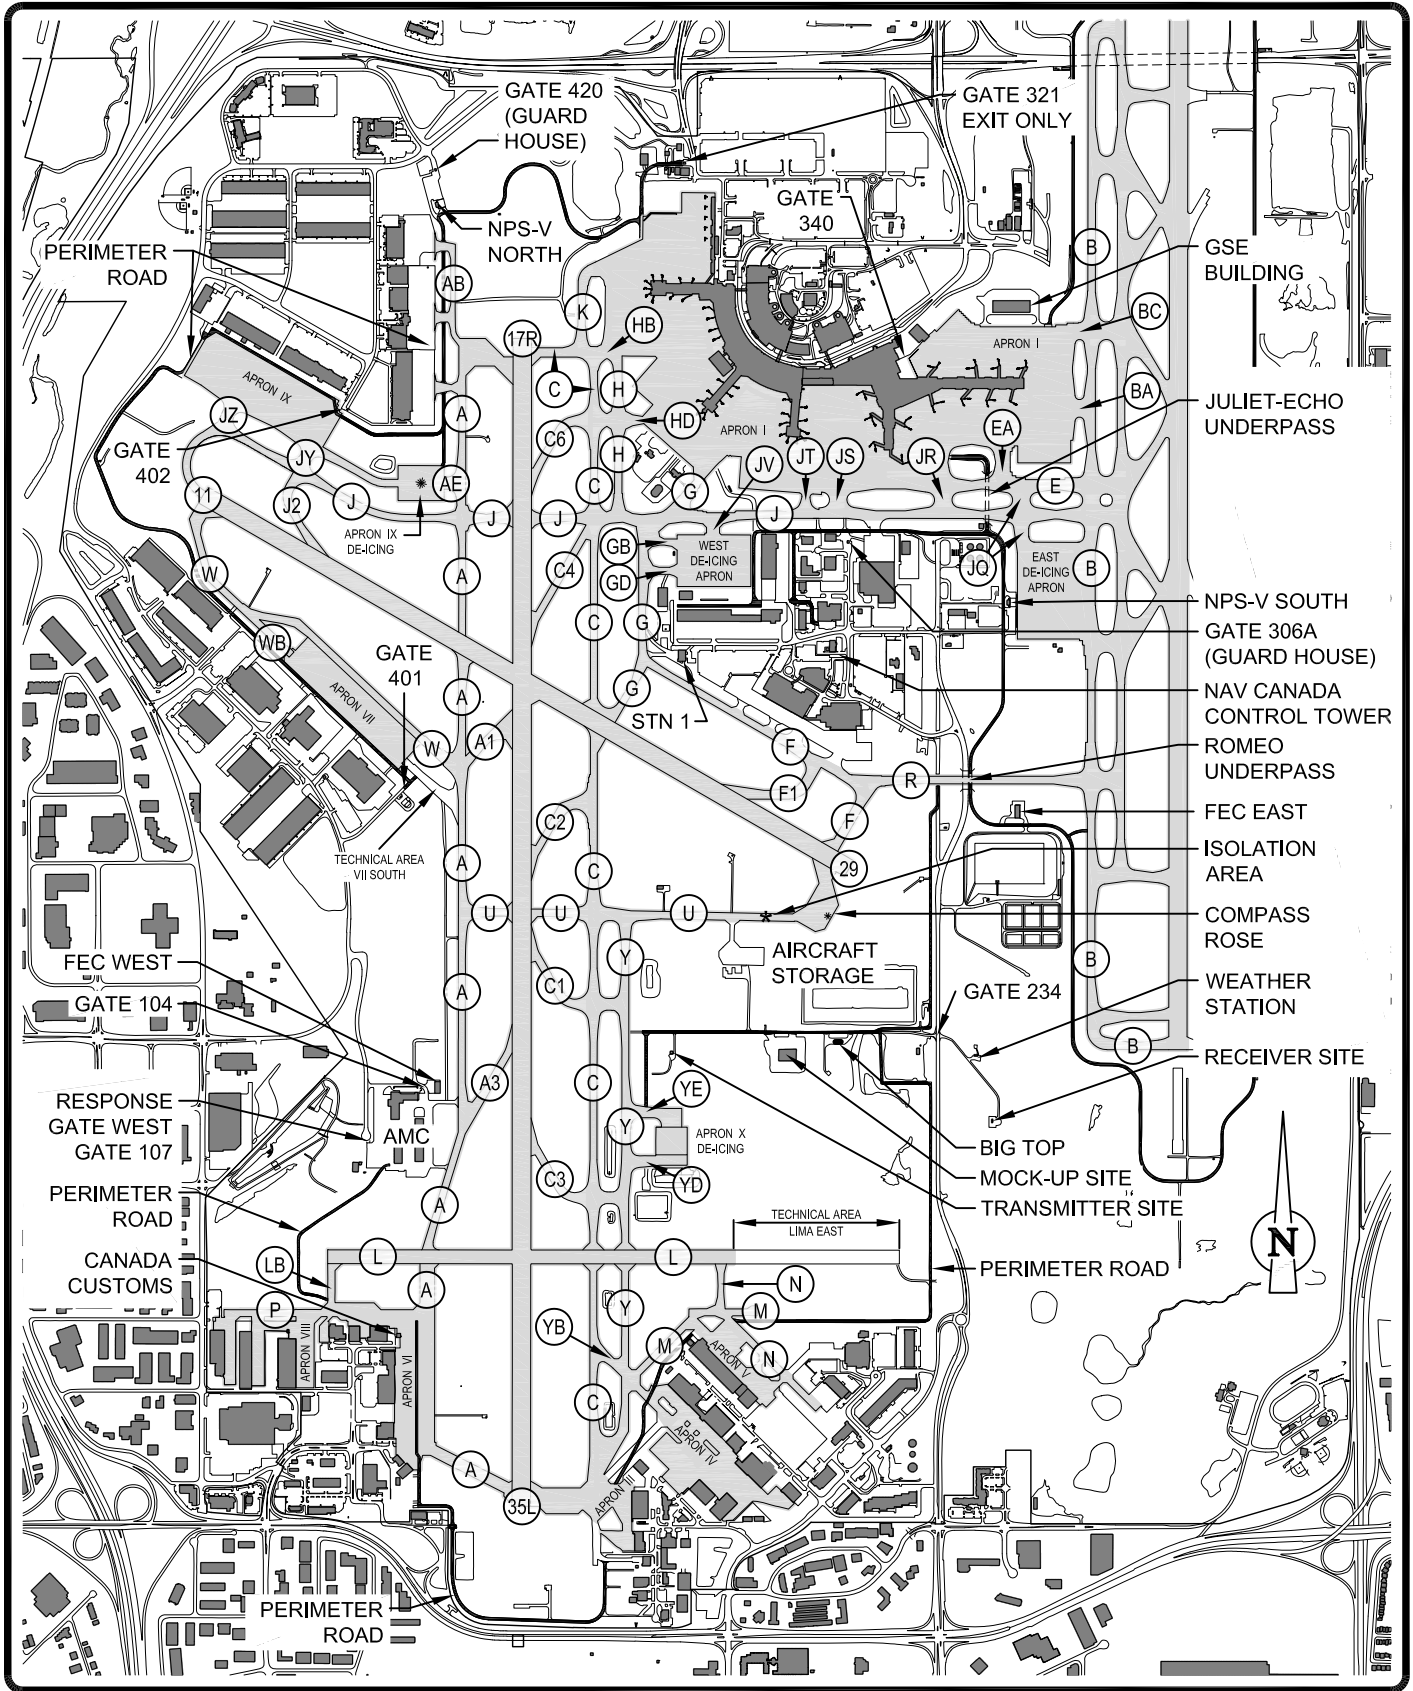 GATE 420
(GUARD
HOUSE)
GATE 321
EXIT ONLY
GATE
340
NPS-V
NORTH
PERIMETER
ROAD
B
GSE
BUILDING
AB
K
HB
17R
BC
APRON I
APRON IX
C
H
BA
JULIET-ECHO
UNDERPASS
JZ
A
HD
APRON I
EA
C6
H
GATE
402
JY
JV
JT
JS
JR
AE
C
G
E
11
J2
J
J
J
J
APRON IX
DE-ICING
GB
WEST
DE-ICING
APRON
GD
JQ
EAST
DE-ICING
APRON
B
W
A
C4
NPS-V SOUTH
WB
C
G
GATE 306A
(GUARD HOUSE)
GATE
401
APRON VII
A
G
NAV CANADA
CONTROL TOWER
STN 1
W
A1
F
ROMEO
UNDERPASS
R
F1
FEC EAST
C2
F
TECHNICAL AREA
VII SOUTH
A
C
29
ISOLATION
AREA
U
U
U
COMPASS
ROSE
AIRCRAFT
STORAGE
FEC WEST
Y
B
GATE 104
A
C1
GATE 234
WEATHER
STATION
B
RECEIVER SITE
A3
C
YE
RESPONSE
GATE WEST
GATE 107
AMC
Y
APRON X
DE-ICING
BIG TOP
C3
YD
MOCK-UP SITE
PERIMETER
ROAD
A
TECHNICAL AREA
LIMA EAST
TRANSMITTER SITE
N
CANADA
CUSTOMS
LB
L
L
PERIMETER ROAD
A
N
P
Y
M
YB
M
N
APRON VIII
APRON VI
APRON V
C
APRON IV
A
35L
APRON
PERIMETER
ROAD